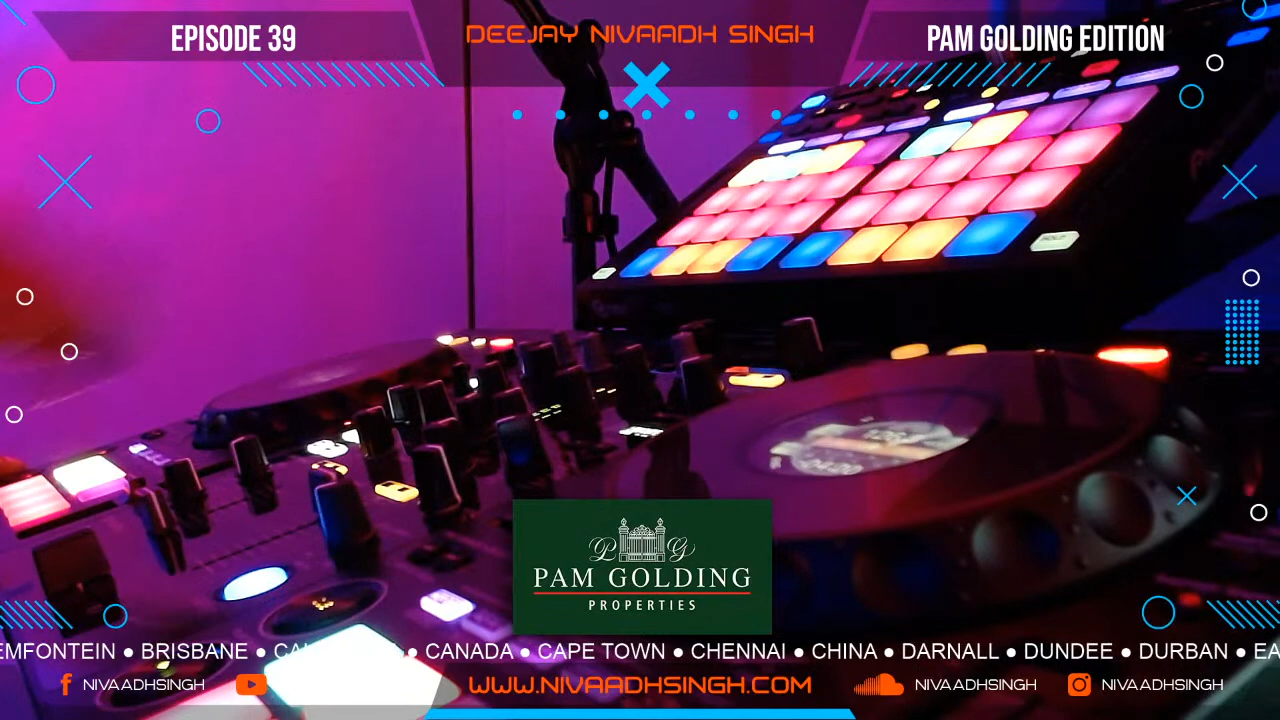 EPISODE 39
DEEJAY NIVAADH SINGH
PAM GOLDING EDITION
P G
PAM GOLDING
PROPERTIES
EMFONTEIN ● BRISBANE ● ● CANADA ● CAPE TOWN ● CHENNAI ● CHINA ● DARNALL ● DUNDEE ● DURBAN ● EA
NIVAADHSINGH
WWW.NIVAADHSINGH.COM
NIVAADHSINGH
NIVAADHSINGH